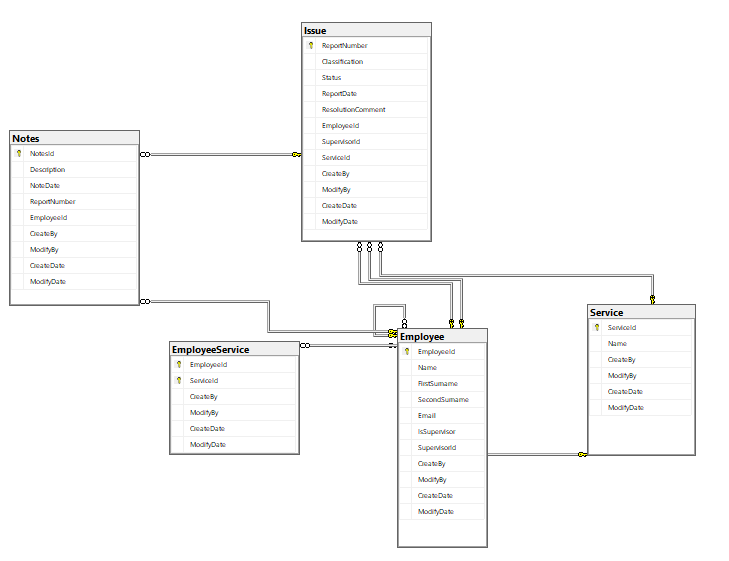 Issue
ReportNumber
Classification
Status
ReportDate
ResolutionComment
EmployeeId
SupervisorId
ServiceId
CreateBy
ModifyBy
CreateDate
ModifyDate
Notes
NotesId
Description
NoteDate
ReportNumber
EmployeeId
CreateBy
ModifyBy
CreateDate
ModifyDate
EmployeeService
EmployeeId
ServiceId
CreateBy
ModifyBy
CreateDate
ModifyDate
Employee
EmployeeId
Name
FirstSurname
SecondSurname
Email
IsSupervisor
SupervisorId
CreateBy
ModifyBy
CreateDate
ModifyDate
Service
ServiceId
Name
CreateBy
ModifyBy
CreateDate
ModifyDate